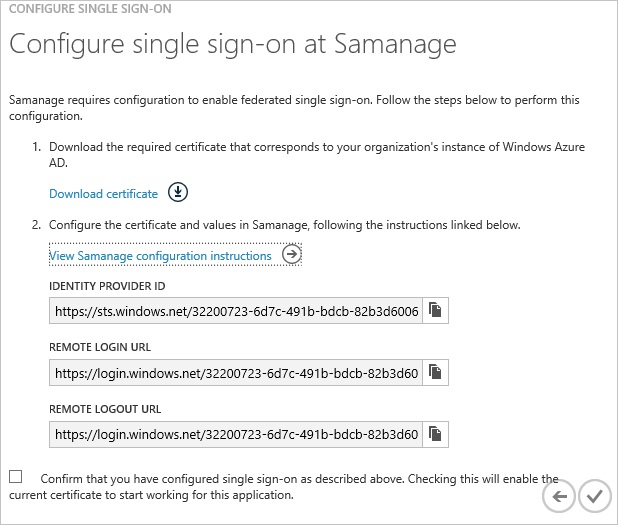 CONFIGURE SINGLE SIGN-ON
Configure single sign-on at Samanage
Samanage requires configuration to enable federated single sign-on. Follow the steps below to perform this
configuration.
1. Download the required certificate that corresponds to your organization's instance of Windows Azure
AD.
Download certificate
2. Configure the certificate and values in Samanage, following the instructions linked below.
View Samanage configuration instructions
IDENTITY PROVIDER ID
https://sts.windows.net/32200723-6d7c-491b-bdcb-82b3d6006
REMOTE LOGIN URL
https://login.windows.net/32200723-6d7c-491b-bdcb-82b3d60
REMOTE LOGOUT URL
https://login.windows.net/32200723-6d7c-491b-bdcb-82b3d60
Confirm that you have configured single sign-on as described above. Checking this will enable the
current certificate to start working for this application.